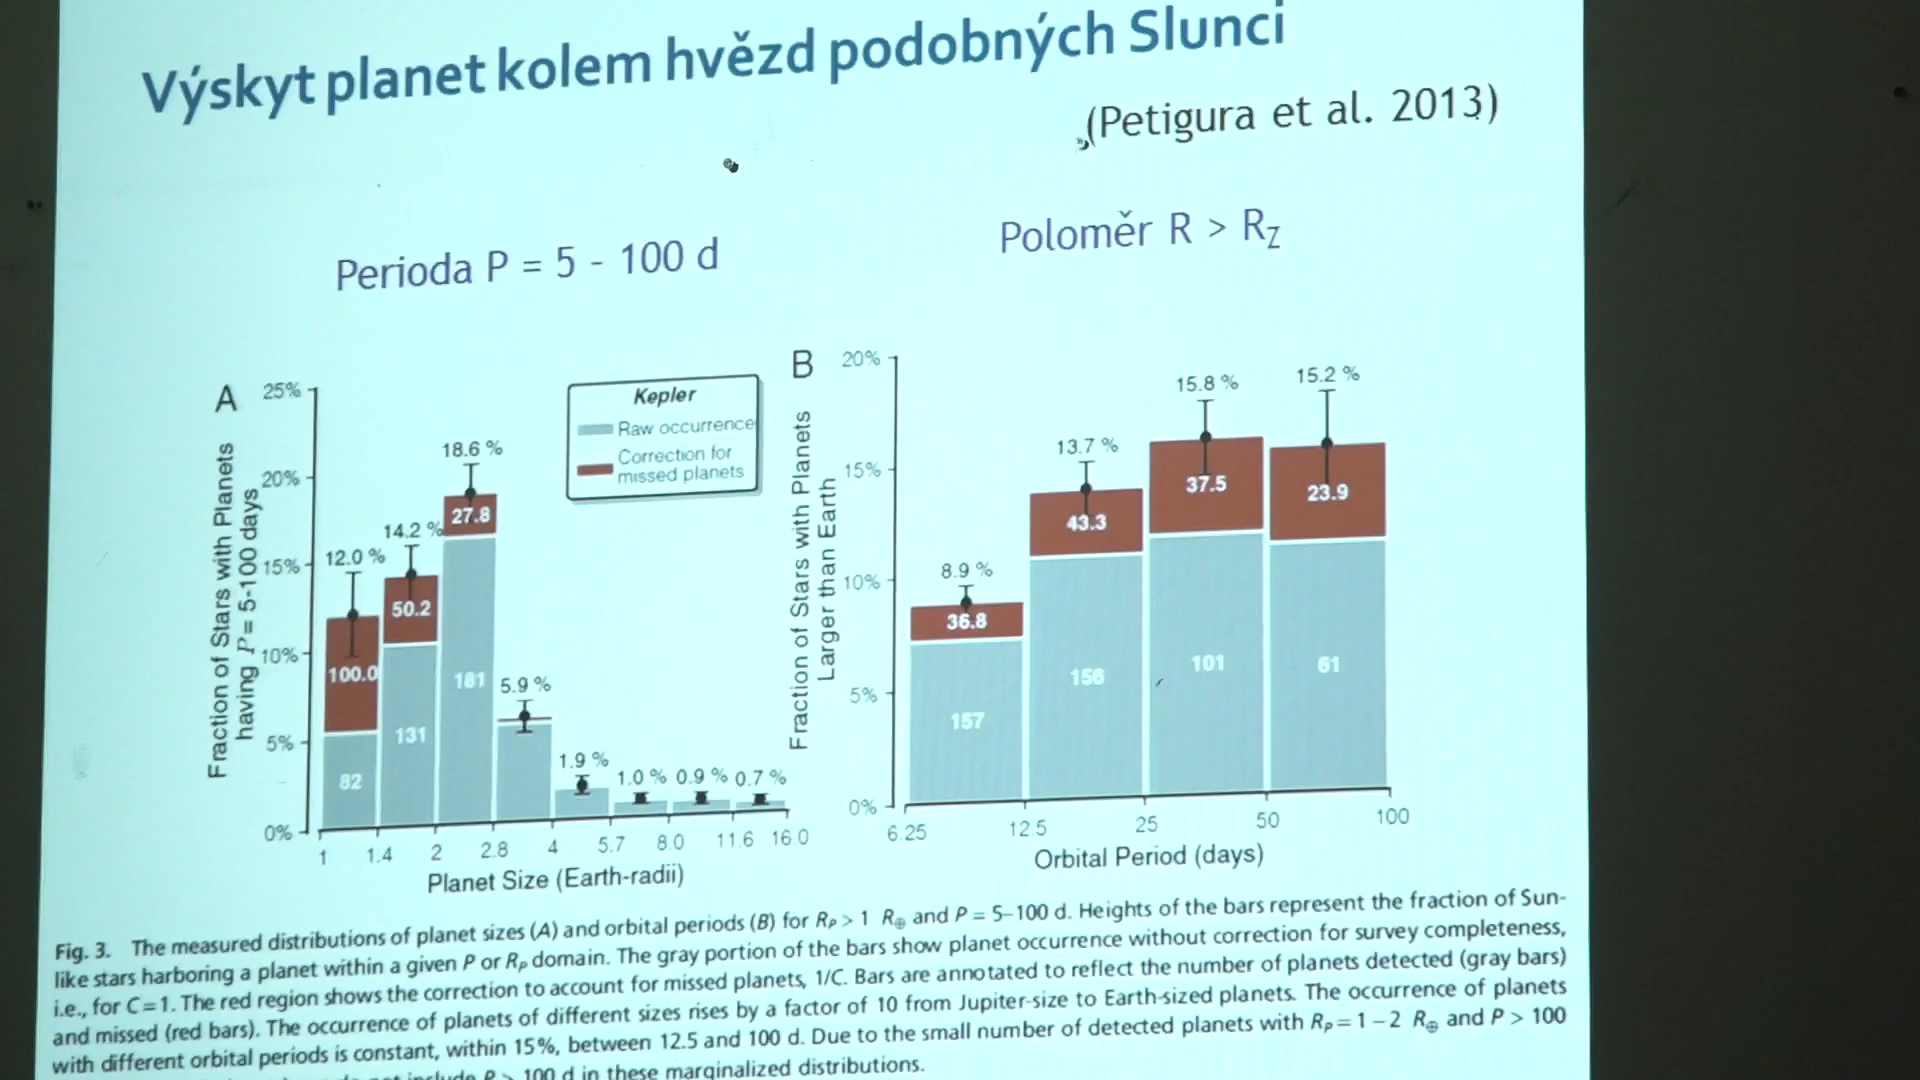 Výskyt planet kolem hvězd podobných Slunci
(Petigura et al. 2013)
Perioda P = 5 - 100 d
Poloměr R > RZ
A
Fraction of Stars with Planets
having P = 5-100 days
25%
20%
15%
10%
5%
0%
Kepler
Raw occurrence
Correction for
missed planets
12.0 %
14.2 %
18.6 %
5.9 %
1.9 %
1.0 %
0.9 %
0.7 %
100.0
50.2
27.8
82
131
181
1
1.4
2
2.8
4
5.7
8.0
11.6
16.0
Planet Size (Earth-radii)
B
Fraction of Stars with Planets
Larger than Earth
20%
15%
10%
5%
0%
8.9 %
13.7 %
15.8 %
15.2 %
36.8
43.3
37.5
23.9
157
156
101
61
6.25
12.5
25
50
100
Orbital Period (days)
Fig. 3. The measured distributions of planet sizes (A) and orbital periods (B) for RP > 1 R⊕ and P = 5–100 d. Heights of the bars represent the fraction of Sun-
like stars harboring a planet within a given P or RP domain. The gray portion of the bars show planet occurrence without correction for survey completeness,
i.e., for C=1. The red region shows the correction to account for missed planets, 1/C. Bars are annotated to reflect the number of planets detected (gray bars)
and missed (red bars). The occurrence of planets of different sizes rises by a factor of 10 from Jupiter-size to Earth-sized planets. The occurrence of planets
with different orbital periods is constant, within 15%, between 12.5 and 100 d. Due to the small number of detected planets with RP = 1 – 2 R⊕ and P > 100
include P > 100 d in these marginalized distributions.